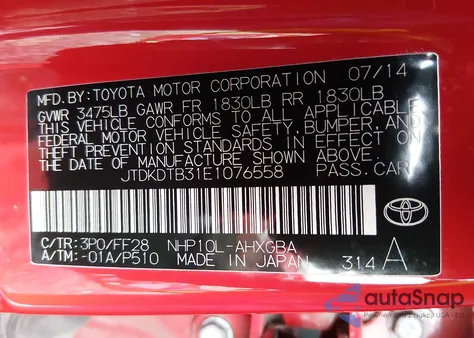 MFD. BY: TOYOTA MOTOR CORPORATION 07/14
GVWR 3475LB GAWR FR 1830LB RR 1830LB
THIS VEHICLE CONFORMS TO ALL APPLICABLE
FEDERAL MOTOR VEHICLE SAFETY, BUMPER, AND
THEFT PREVENTION STANDARDS IN EFFECT ON
THE DATE OF MANUFACTURE SHOWN ABOVE.
JTDKDTB31E1076558 PASS. CAR
C/TR: 3P0/FF28 NHP10L-AHXGBA
A/TM: -01A/P510 MADE IN JAPAN 314 A
autoSnap